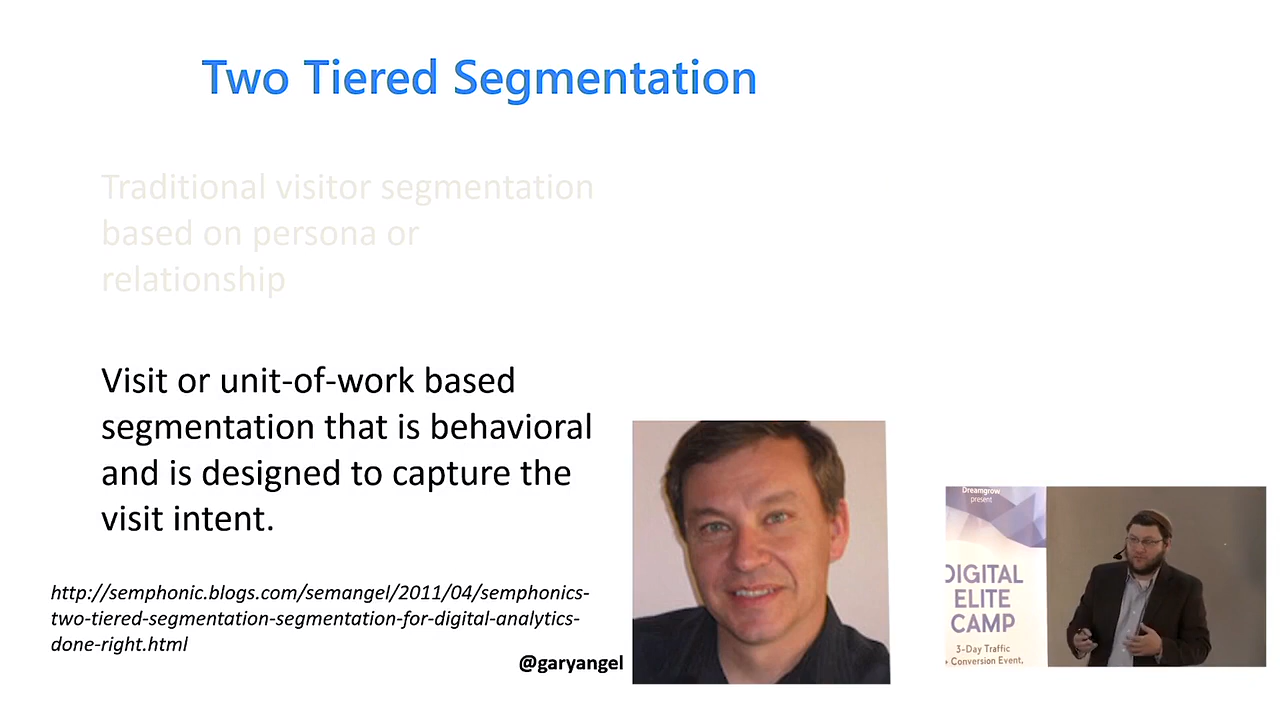 Two Tiered Segmentation
Traditional visitor segmentation
based on persona or
relationship
Visit or unit-of-work based
segmentation that is behavioral
and is designed to capture the
visit intent.
http://semphonic.blogs.com/semangel/2011/04/semphonics-
two-tiered-segmentation-segmentation-for-digital-analytics-
done-right.html
@garyangel
Dreamgrow
present
DIGITAL
ELITE
CAMP
3-Day Traffic
+ Conversion Event,